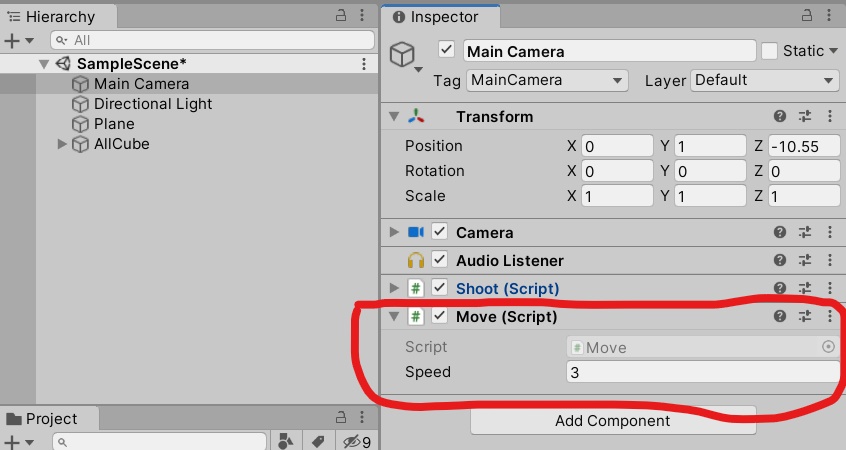 Hierarchy
All
SampleScene*
Main Camera
Directional Light
Plane
AllCube
Project
9
Inspector
Main Camera
Static
Tag MainCamera Layer Default
Transform
Position X 0 Y 1 Z -10.55
Rotation X 0 Y 0 Z 0
Scale X 1 Y 1 Z 1
Camera
Audio Listener
# Shoot (Script)
# Move (Script)
Script # Move
Speed 3
Add Component